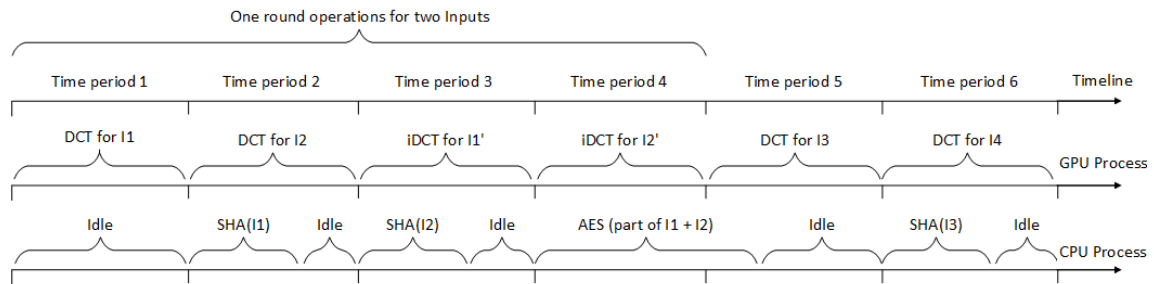 One round operations for two Inputs
Time period 1 Time period 2 Time period 3 Time period 4 Time period 5 Time period 6 Timeline
DCT for I1 DCT for I2 iDCT for I1' iDCT for I2' DCT for I3 DCT for I4
GPU Process
Idle SHA(I1) Idle SHA(I2) Idle AES (part of I1 + I2) Idle SHA(I3) Idle
CPU Process